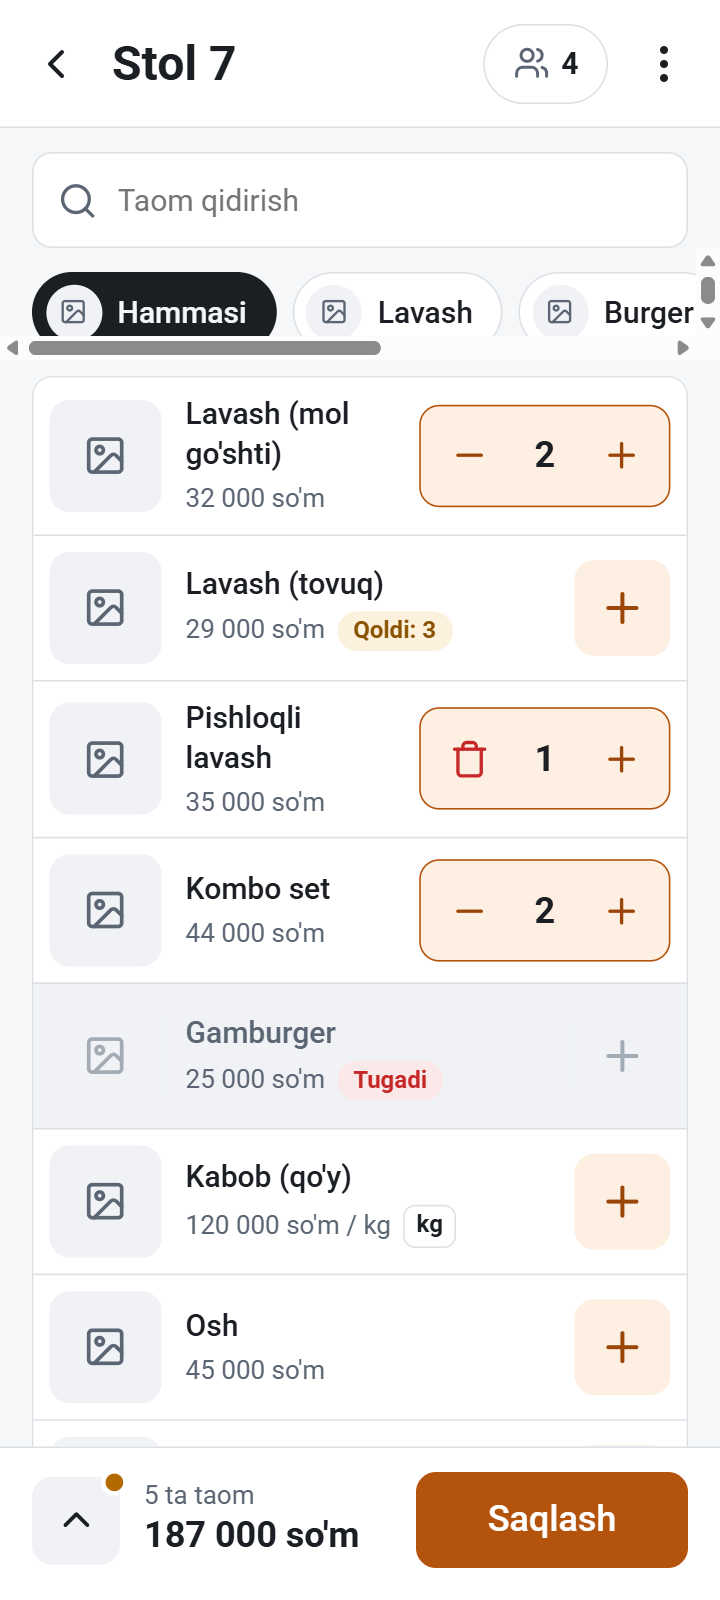 Stol 7
4
Taom qidirish
Hammasi
Lavash
Burger
Lavash (mol
go'shti)
32 000 so'm
2
Lavash (tovuq)
29 000 so'm
Qoldi: 3
Pishloqli
lavash
35 000 so'm
1
Kombo set
44 000 so'm
2
Gamburger
25 000 so'm
Tugadi
Kabob (qo'y)
120 000 so'm / kg
kg
Osh
45 000 so'm
5 ta taom
187 000 so'm
Saqlash